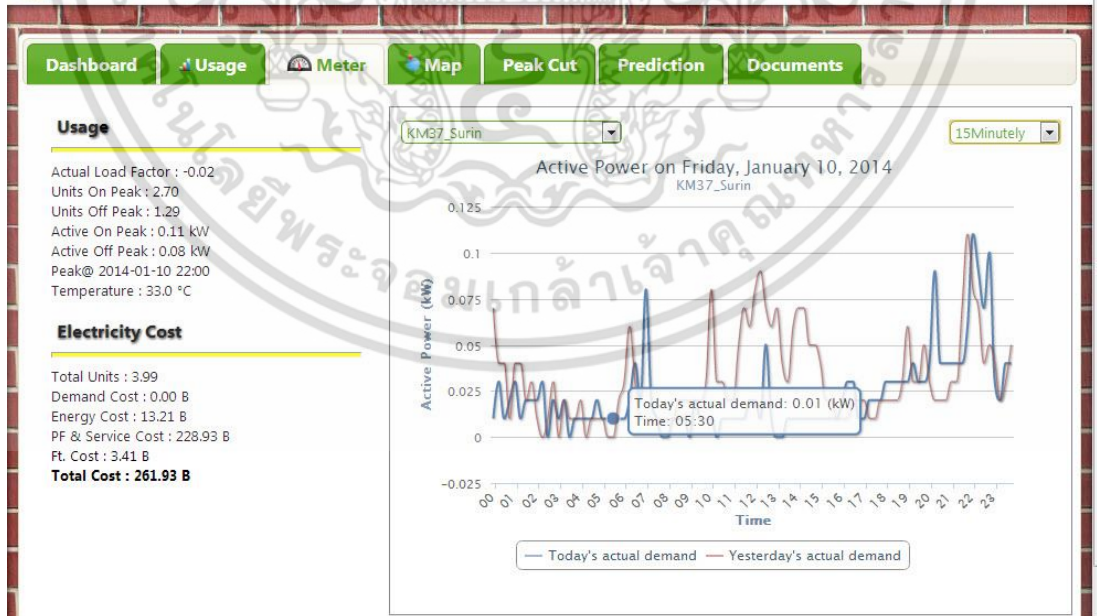 Dashboard Usage Meter Map Peak Cut Prediction Documents
Usage
Actual Load Factor : -0.02
Units On Peak : 2.70
Units Off Peak : 1.29
Active On Peak : 0.11 kW
Active Off Peak : 0.08 kW
Peak@ 2014-01-10 22:00
Temperature : 33.0 °C
Electricity Cost
Total Units : 3.99
Demand Cost : 0.00 B
Energy Cost : 13.21 B
PF & Service Cost : 228.93 B
Ft. Cost : 3.41 B
Total Cost : 261.93 B
KM37_Surin
15Minutely
Active Power on Friday, January 10, 2014
KM37_Surin
Active Power (kW)
0.125
0.1
0.075
0.05
0.025
0
-0.025
Today's actual demand: 0.01 (kW)
Time: 05:30
00 01 02 03 04 05 06 07 08 09 10 11 12 13 14 15 16 17 18 19 20 21 22 23
Time
Today's actual demand Yesterday's actual demand